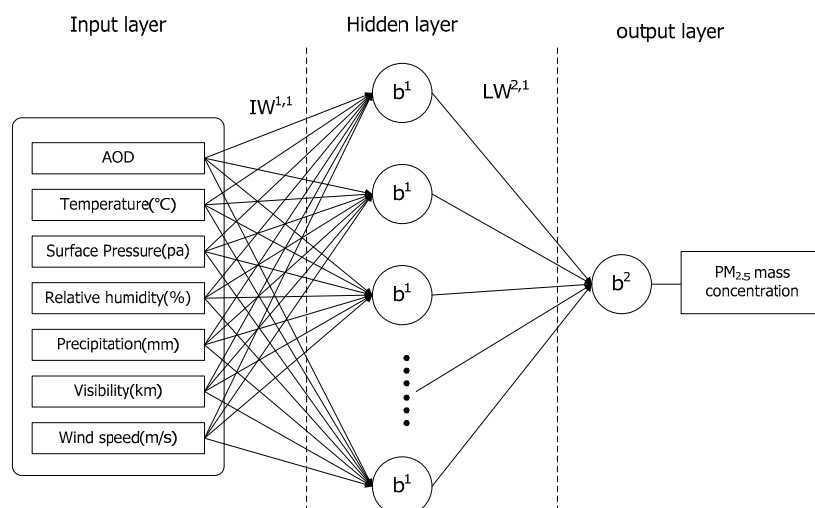 Input layer
Hidden layer
output layer
IW¹,¹
LW²,¹
AOD
Temperature(℃)
Surface Pressure(pa)
Relative humidity(%)
Precipitation(mm)
Visibility(km)
Wind speed(m/s)
b¹
b¹
b¹
b¹
b²
PM₂.₅ mass
concentration